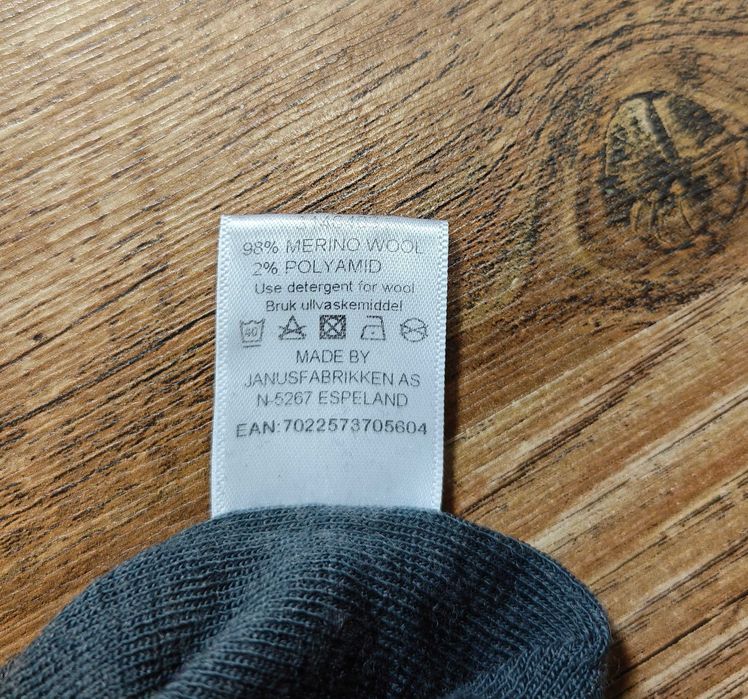 98% MERINO WOOL
2% POLYAMID
Use detergent for wool
Bruk ullvaskemiddel
40
MADE BY
JANUSFABRIKKEN AS
N-5267 ESPELAND
EAN:7022573705604